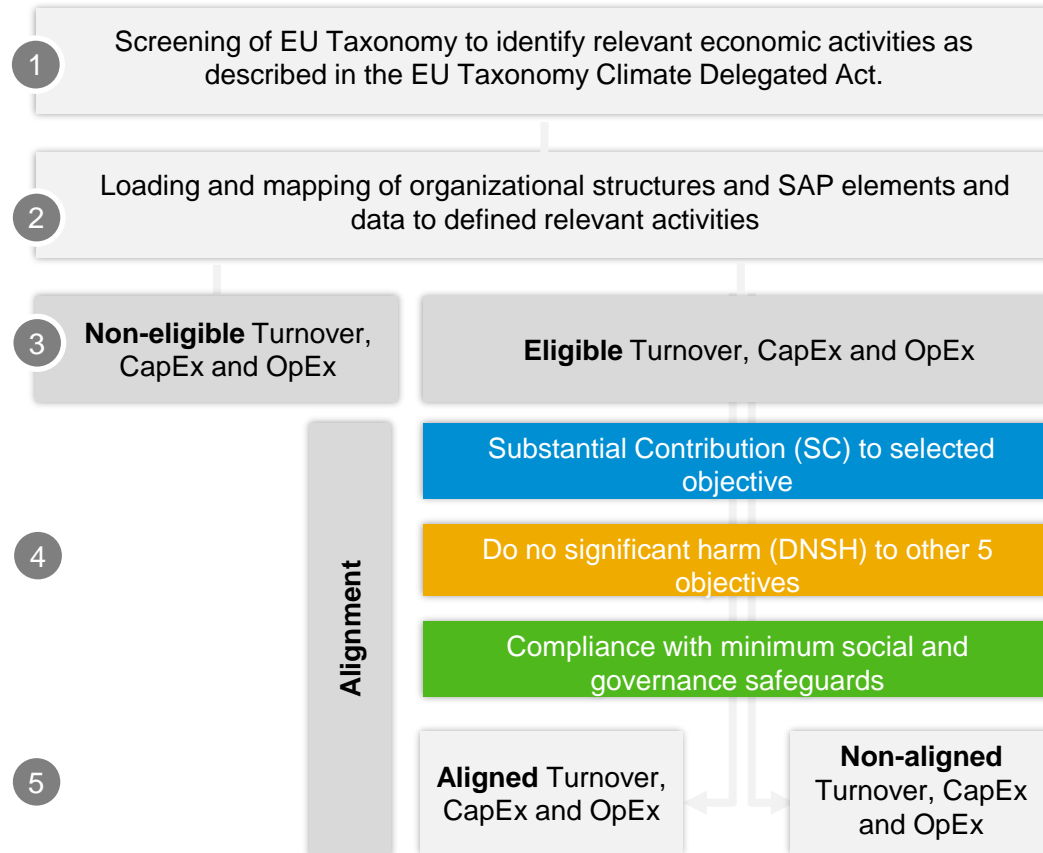 1
Screening of EU Taxonomy to identify relevant economic activities as
described in the EU Taxonomy Climate Delegated Act.
2
Loading and mapping of organizational structures and SAP elements and
data to defined relevant activities
3
Non-eligible Turnover,
CapEx and OpEx
Eligible Turnover, CapEx and OpEx
Alignment
Substantial Contribution (SC) to selected
objective
4
Do no significant harm (DNSH) to other 5
objectives
Compliance with minimum social and
governance safeguards
5
Aligned Turnover,
CapEx and OpEx
Non-aligned
Turnover, CapEx
and OpEx